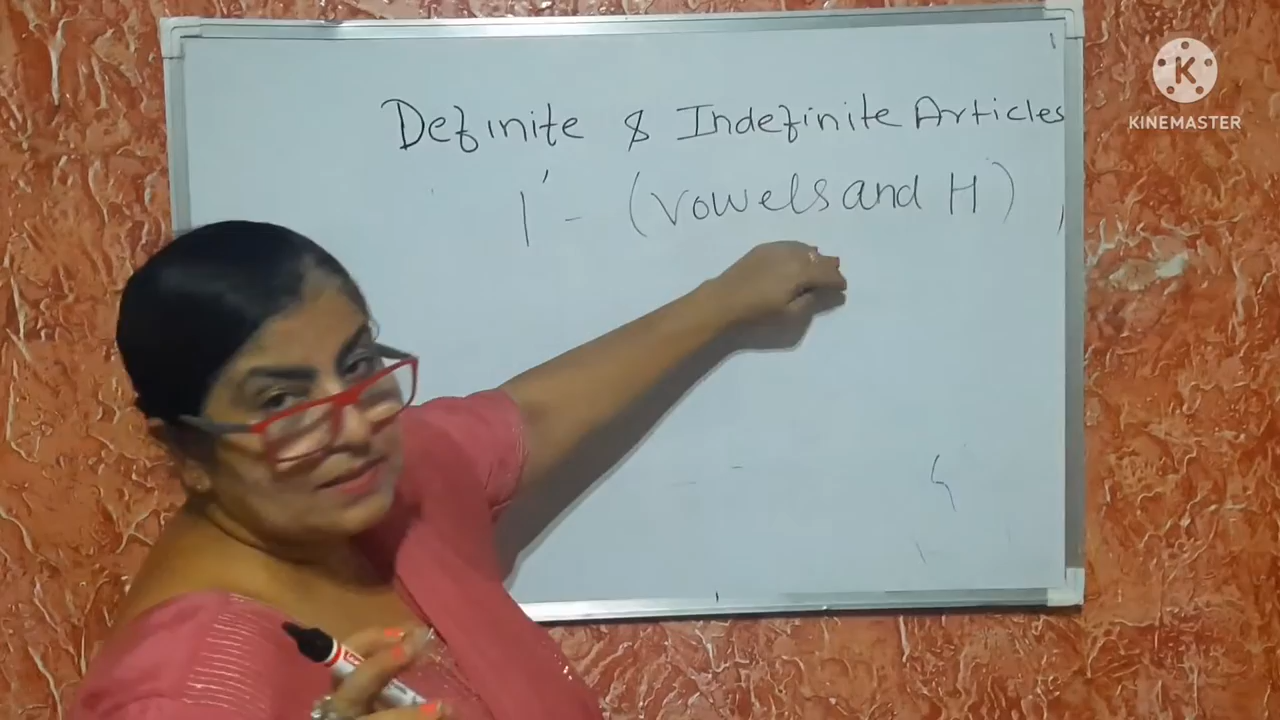 Definite & Indefinite Articles
l' - (vowels and H)
KINEMASTER